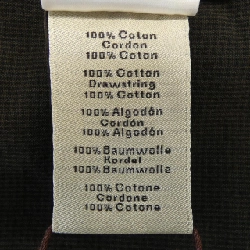 100% Coton
Cordon
100% Coton
100% Cotton
Drawstring
100% Cotton
100% Algodón
Cordón
100% Algodón
100% Baumwolle
Kordel
100% Baumwolle
100% Cotone
Cordone
100% Cotone